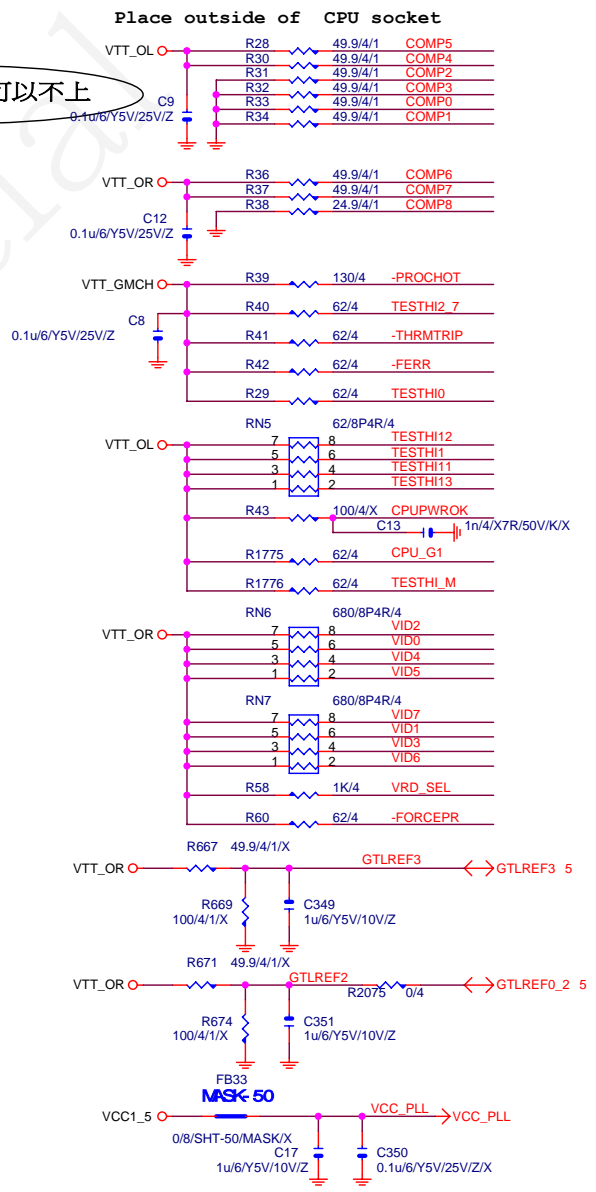 Place outside of CPU socket
VTT_OL
R28 49.9/4/1 COMP5
R30 49.9/4/1 COMP4
R31 49.9/4/1 COMP2
R32 49.9/4/1 COMP3
R33 49.9/4/1 COMP0
R34 49.9/4/1 COMP1
可以不上
C9
0.1u/6/Y5V/25V/Z
VTT_OR
R36 49.9/4/1 COMP6
R37 49.9/4/1 COMP7
R38 24.9/4/1 COMP8
C12
0.1u/6/Y5V/25V/Z
VTT_GMCH
R39 130/4 -PROCHOT
R40 62/4 TESTHI2_7
C8
0.1u/6/Y5V/25V/Z
R41 62/4 -THRMTRIP
R42 62/4 -FERR
R29 62/4 TESTHI0
RN5 62/8P4R/4
VTT_OL
7 8 TESTHI12
5 6 TESTHI1
3 4 TESTHI11
1 2 TESTHI13
R43 100/4/X CPUPWROK
C13 1n/4/X7R/50V/K/X
R1775 62/4 CPU_G1
R1776 62/4 TESTHI_M
RN6 680/8P4R/4
VTT_OR
7 8 VID2
5 6 VID0
3 4 VID4
1 2 VID5
RN7 680/8P4R/4
7 8 VID7
5 6 VID1
3 4 VID3
1 2 VID6
R58 1K/4 VRD_SEL
R60 62/4 -FORCEPR
R667 49.9/4/1/X
VTT_OR GTLREF3 GTLREF3 5
R669
100/4/1/X
C349
1u/6/Y5V/10V/Z
R671 49.9/4/1/X
VTT_OR GTLREF2 R2075 0/4 GTLREF0_2 5
R674
100/4/1/X
C351
1u/6/Y5V/10V/Z
FB33
MASK-50
VCC1_5 VCC_PLL VCC_PLL
0/8/SHT-50/MASK/X
C17
1u/6/Y5V/10V/Z
C350
0.1u/6/Y5V/25V/Z/X